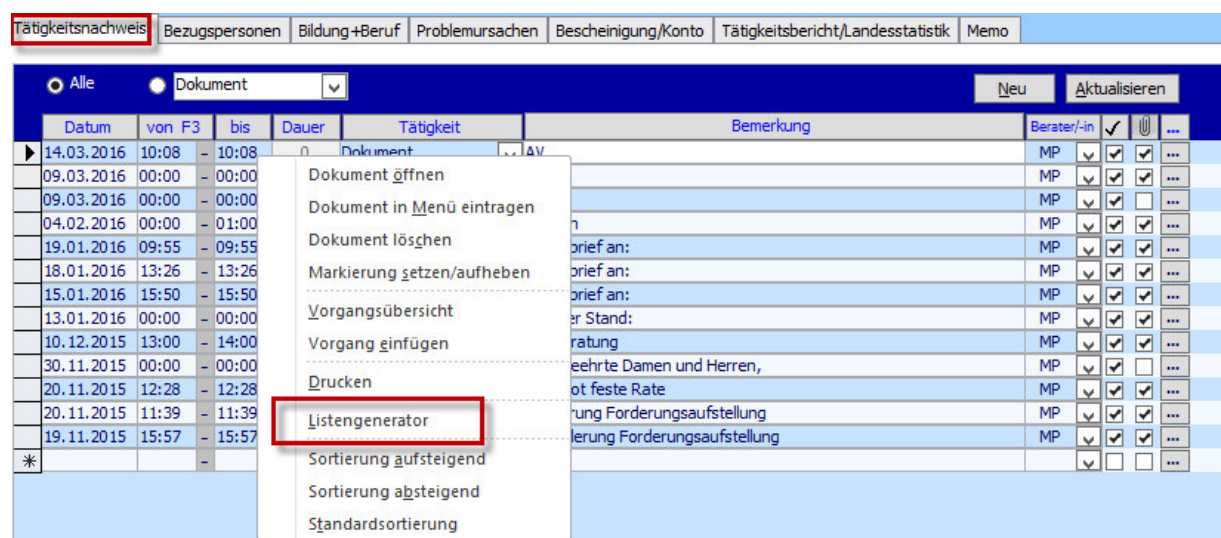 Tätigkeitsnachweis Bezugspersonen Bildung+Beruf Problemursachen Bescheinigung/Konto Tätigkeitsbericht/Landesstatistik Memo
Alle Dokument Neu Aktualisieren
Datum von F3 bis Dauer Tätigkeit Bemerkung Berater/-in ...
14.03.2016 10:08 - 10:08 0 Dokument AV MP ...
09.03.2016 00:00 - 00:00 MP ...
09.03.2016 00:00 - 00:00 MP ...
04.02.2016 00:00 - 01:00 n MP ...
19.01.2016 09:55 - 09:55 brief an: MP ...
18.01.2016 13:26 - 13:26 brief an: MP ...
15.01.2016 15:50 - 15:50 brief an: MP ...
13.01.2016 00:00 - 00:00 er Stand: MP ...
10.12.2015 13:00 - 14:00 ratung MP ...
30.11.2015 00:00 - 00:00 eehrte Damen und Herren, MP ...
20.11.2015 12:28 - 12:28 ot feste Rate MP ...
20.11.2015 11:39 - 11:39 rung Forderungsaufstellung MP ...
19.11.2015 15:57 - 15:57 lerung Forderungsaufstellung MP ...
* - ...
Dokument öffnen
Dokument in Menü eintragen
Dokument löschen
Markierung setzen/aufheben
Vorgangsübersicht
Vorgang einfügen
Drucken
Listengenerator
Sortierung aufsteigend
Sortierung absteigend
Standardsortierung